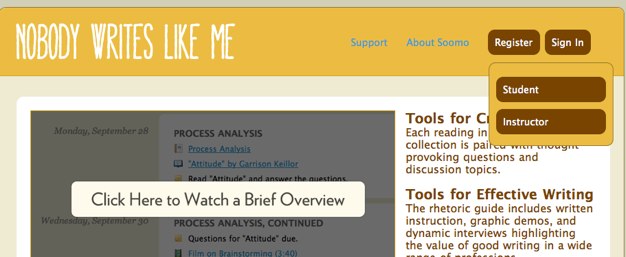 NOBODY WRITES LIKE ME
Support
About Soomo
Register
Sign In
Student
Instructor
Monday, September 28
PROCESS ANALYSIS
Process Analysis
"Attitude" by Garrison Keillor
Read "Attitude" and answer the questions.
Click Here to Watch a Brief Overview
Wednesday, September 30
PROCESS ANALYSIS, CONTINUED
Questions for "Attitude" due.
Film on Brainstorming (3:40)
Tools for
Each reading in
collection is paired with thought
provoking questions and
discussion topics.
Tools for Effective Writing
The rhetoric guide includes written
instruction, graphic demos, and
dynamic interviews highlighting
the value of good writing in a wide
range of professions.